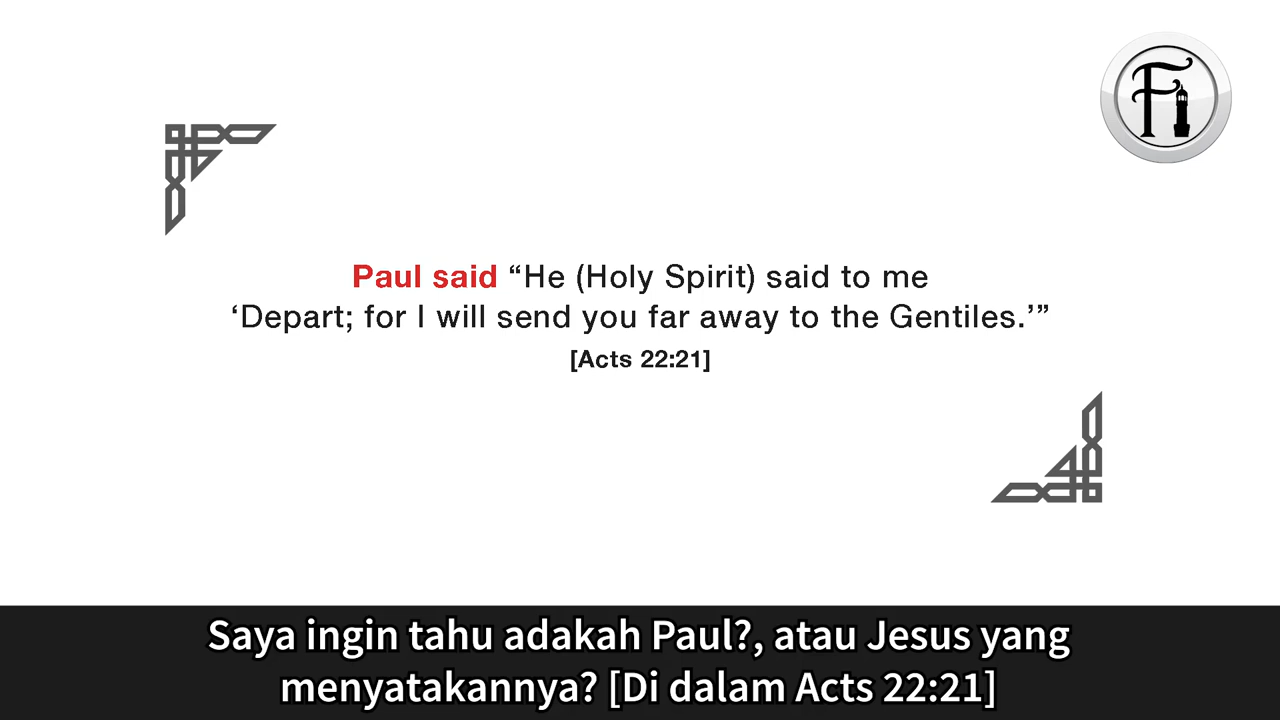 Fi
Paul said “He (Holy Spirit) said to me
‘Depart; for I will send you far away to the Gentiles.’”
[Acts 22:21]
Saya ingin tahu adakah Paul?, atau Jesus yang
menyatakannya? [Di dalam Acts 22:21]